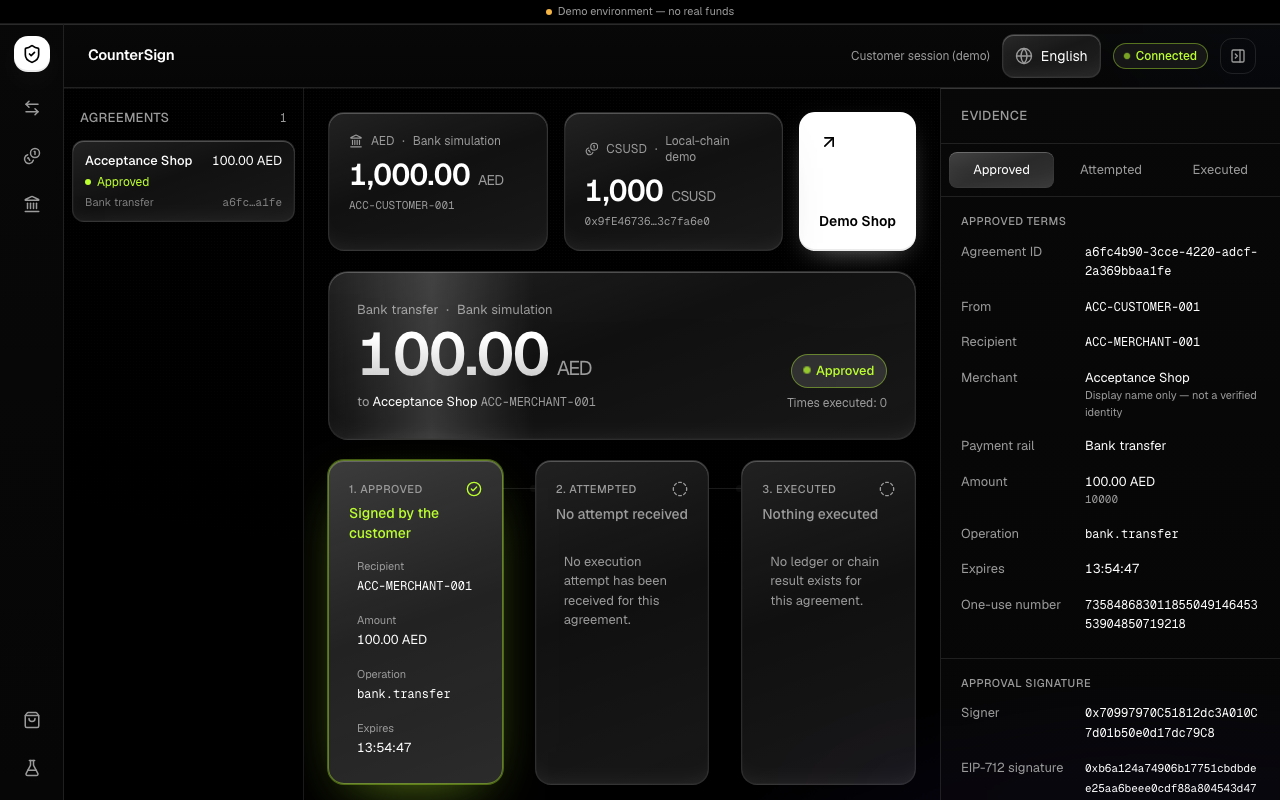 Demo environment — no real funds
CounterSign
Customer session (demo)
English
Connected
AGREEMENTS 1
Acceptance Shop 100.00 AED
Approved
Bank transfer a6fc…a1fe
AED · Bank simulation
1,000.00 AED
ACC-CUSTOMER-001
CSUSD · Local-chain
demo
1,000 CSUSD
0x9fE46736…3c7fa6e0
Demo Shop
Bank transfer · Bank simulation
100.00 AED
to Acceptance Shop ACC-MERCHANT-001
Approved
Times executed: 0
1. APPROVED
Signed by the
customer
Recipient
ACC-MERCHANT-001
Amount
100.00 AED
Operation
bank.transfer
Expires
13:54:47
2. ATTEMPTED
No attempt received
No execution
attempt has been
received for this
agreement.
3. EXECUTED
Nothing executed
No ledger or chain
result exists for
this agreement.
EVIDENCE
Approved Attempted Executed
APPROVED TERMS
Agreement ID a6fc4b90-3cce-4220-adcf-
2a369bbaa1fe
From ACC-CUSTOMER-001
Recipient ACC-MERCHANT-001
Merchant Acceptance Shop
Display name only — not a verified
identity
Payment rail Bank transfer
Amount 100.00 AED
10000
Operation bank.transfer
Expires 13:54:47
One-use number 735848683011855049146453
53904850719218
APPROVAL SIGNATURE
Signer 0x70997970C51812dc3A010C
7d01b50e0d17dc79C8
EIP-712 signature 0xb6a124a74906b17751cbdbde
e25aa6beee0cdf88a804543d47